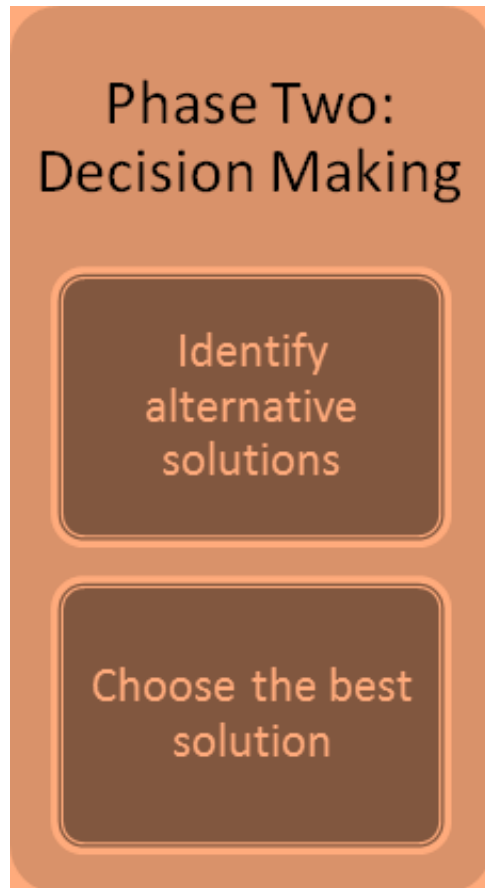 Phase Two:
Decision Making
Identify
alternative
solutions
Choose the best
solution